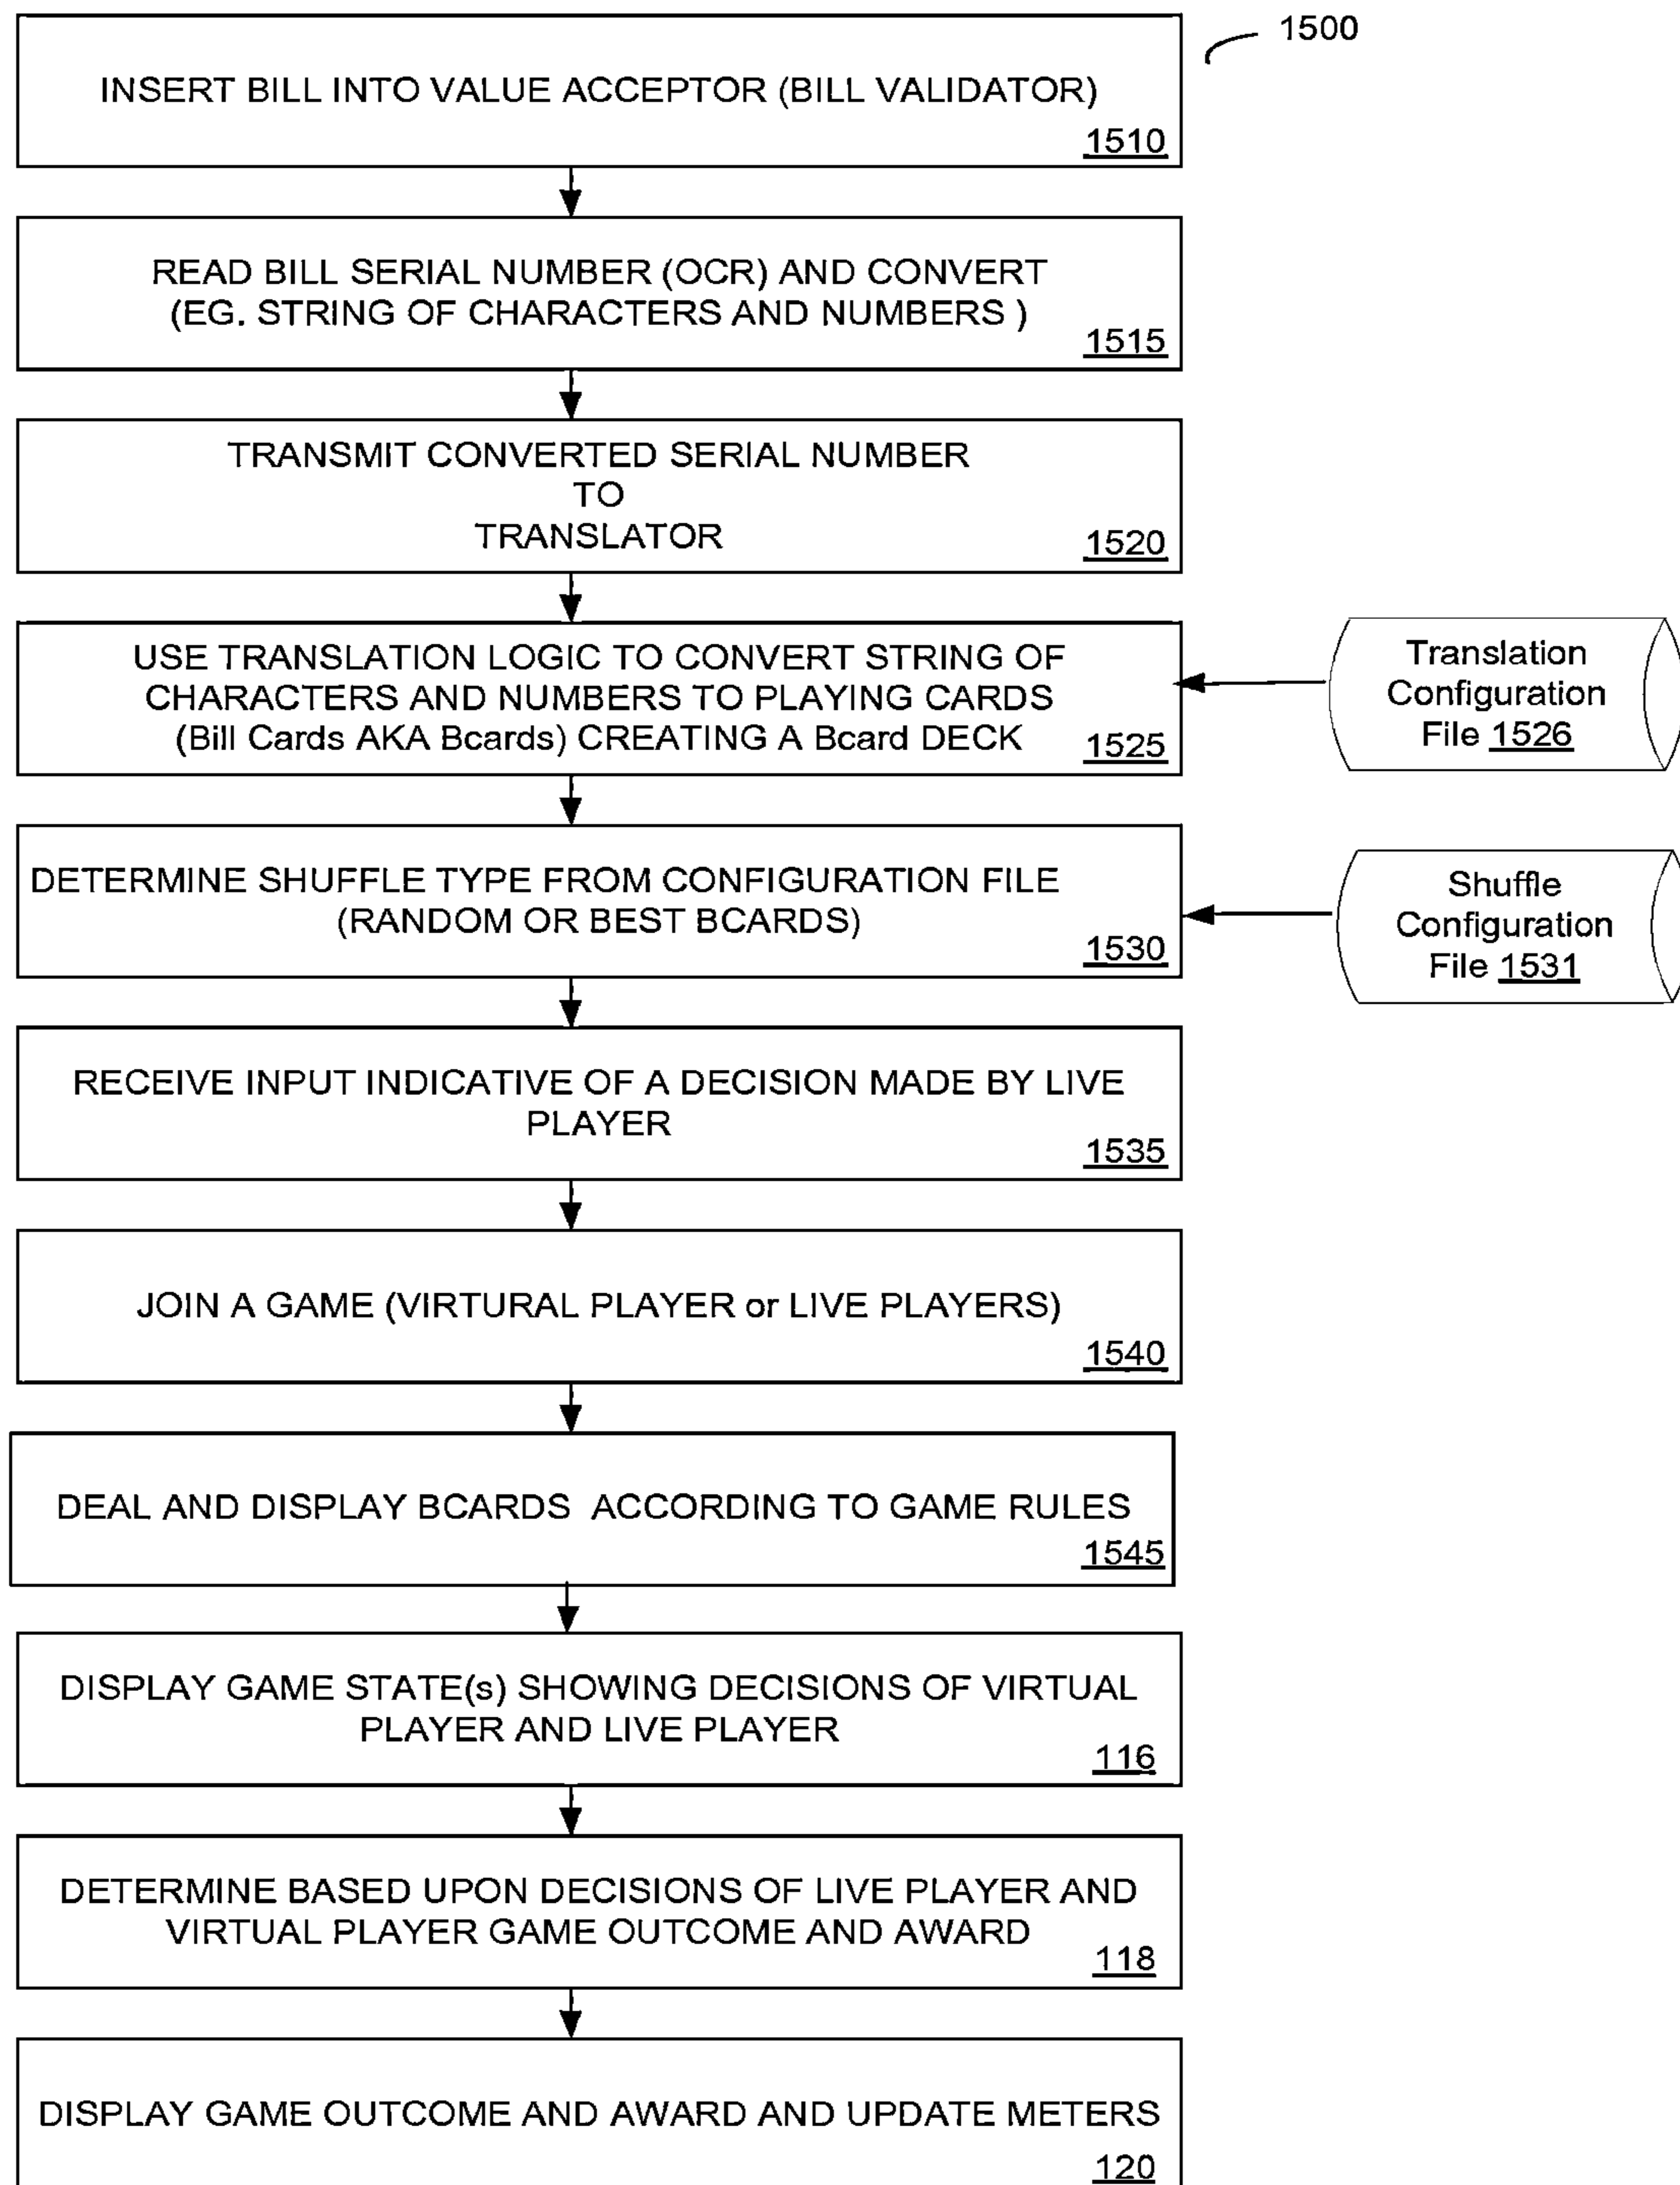 1500
INSERT BILL INTO VALUE ACCEPTOR (BILL VALIDATOR)
1510
READ BILL SERIAL NUMBER (OCR) AND CONVERT
(EG. STRING OF CHARACTERS AND NUMBERS )
1515
TRANSMIT CONVERTED SERIAL NUMBER
TO
TRANSLATOR
1520
USE TRANSLATION LOGIC TO CONVERT STRING OF
CHARACTERS AND NUMBERS TO PLAYING CARDS
(Bill Cards AKA Bcards) CREATING A Bcard DECK
1525
Translation
Configuration
File 1526
DETERMINE SHUFFLE TYPE FROM CONFIGURATION FILE
(RANDOM OR BEST BCARDS)
1530
Shuffle
Configuration
File 1531
RECEIVE INPUT INDICATIVE OF A DECISION MADE BY LIVE
PLAYER
1535
JOIN A GAME (VIRTURAL PLAYER or LIVE PLAYERS)
1540
DEAL AND DISPLAY BCARDS ACCORDING TO GAME RULES
1545
DISPLAY GAME STATE(s) SHOWING DECISIONS OF VIRTUAL
PLAYER AND LIVE PLAYER
116
DETERMINE BASED UPON DECISIONS OF LIVE PLAYER AND
VIRTUAL PLAYER GAME OUTCOME AND AWARD
118
DISPLAY GAME OUTCOME AND AWARD AND UPDATE METERS
120